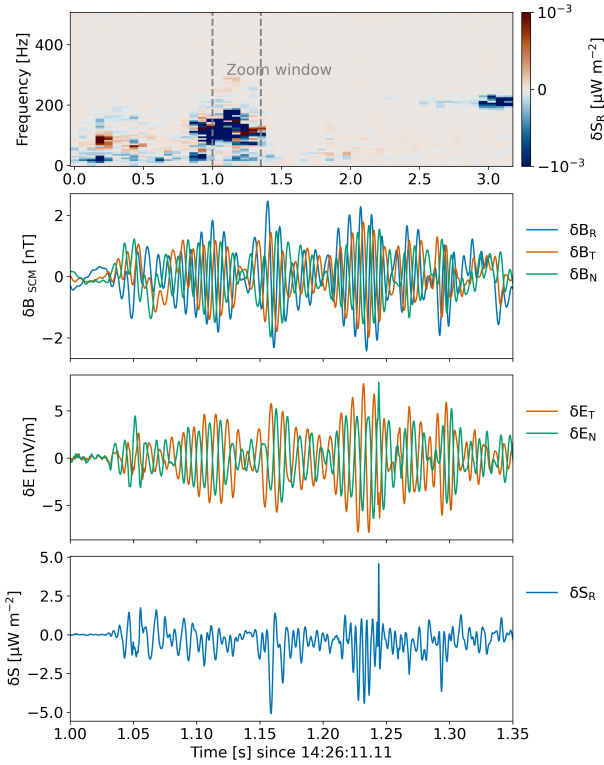 10⁻³
500
400
200
0
Frequency [Hz]
Zoom window
0
−10⁻³
δS_R [μW m⁻²]
0.0 0.5 1.0 1.5 2.0 2.5 3.0
2
0
−2
δB SCM [nT]
δB_R
δB_T
δB_N
5
0
−5
δE [mV/m]
δE_T
δE_N
5.0
2.5
0.0
−2.5
−5.0
δS [μW m⁻²]
δS_R
1.00 1.05 1.10 1.15 1.20 1.25 1.30 1.35
Time [s] since 14:26:11.11